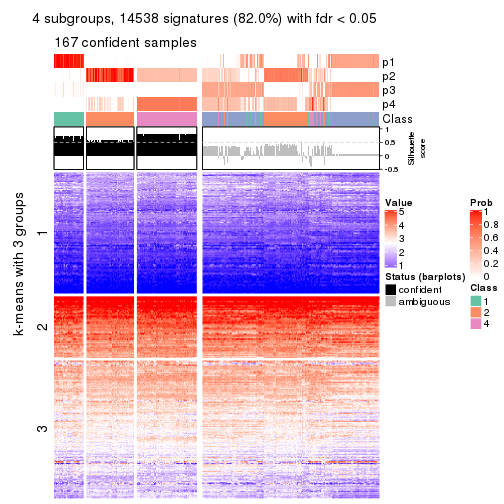 4 subgroups, 14538 signatures (82.0%) with fdr < 0.05
167 confident samples
p1
p2
p3
p4
Class
1
0.5
0
-0.5
Silhouette
score
k-means with 3 groups
1
2
3
Value
5
4
3
2
1
Status (barplots)
confident
ambiguous
Prob
1
0.8
0.6
0.4
0.2
0
Class
1
2
4